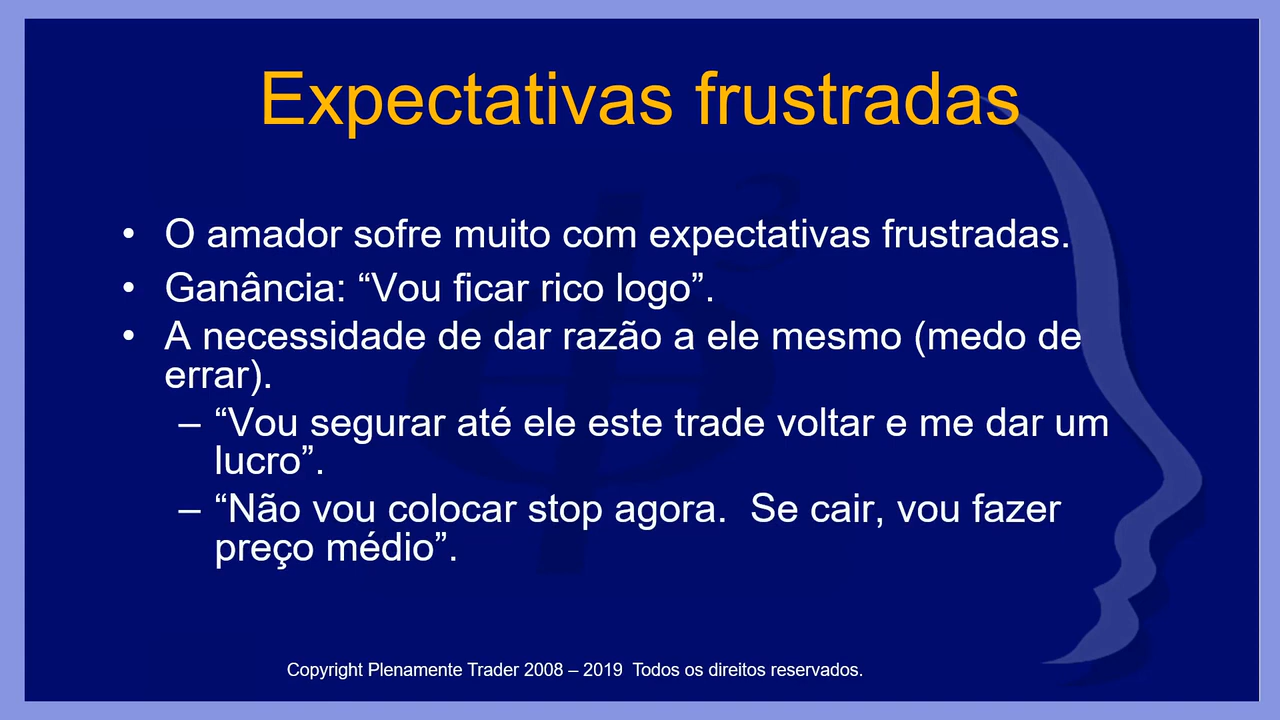 Expectativas frustradas
• O amador sofre muito com expectativas frustradas.
• Ganância: “Vou ficar rico logo”.
• A necessidade de dar razão a ele mesmo (medo de
errar).
– “Vou segurar até ele este trade voltar e me dar um
lucro”.
– “Não vou colocar stop agora.  Se cair, vou fazer
preço médio”.
Copyright Plenamente Trader 2008 – 2019  Todos os direitos reservados.